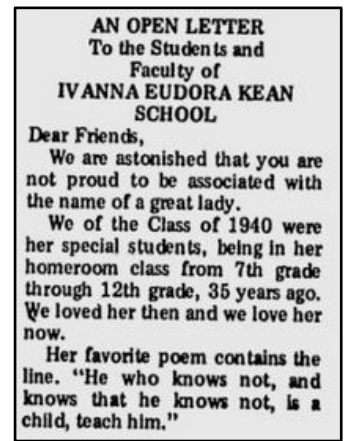 AN OPEN LETTER
To the Students and
Faculty of
IVANNA EUDORA KEAN
SCHOOL
Dear Friends,
We are astonished that you are
not proud to be associated with
the name of a great lady.
We of the Class of 1940 were
her special students, being in her
homeroom class from 7th grade
through 12th grade, 35 years ago.
We loved her then and we love her
now.
Her favorite poem contains the
line. "He who knows not, and
knows that he knows not, is a
child, teach him."